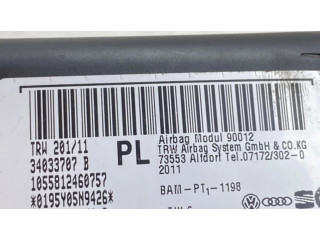 TRW 201/11
34033707 B
1055812460757
*0195Y05N9426*
PL
Airbag Modul 90012
TRW Airbag System GmbH & CO.KG
73553 Alfdorf Tel.07172/302-0
2011
BAM-PT1-1198